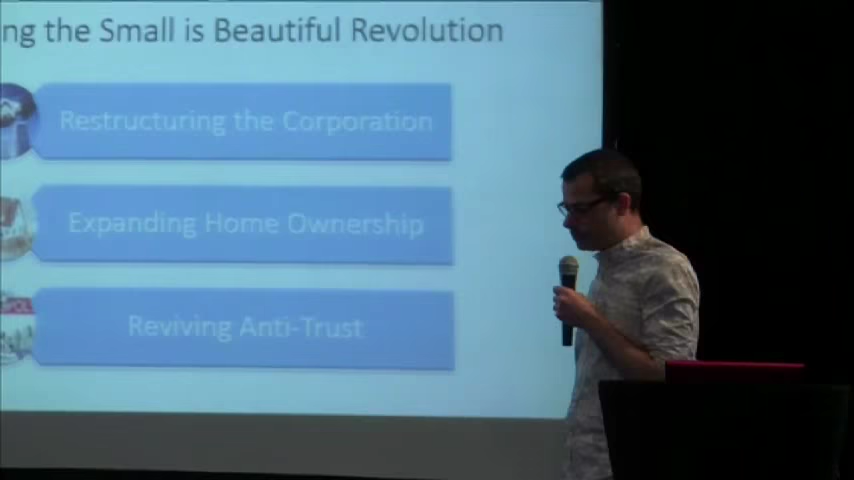 ng the Small is Beautiful Revolution
Restructuring the Corporation
Expanding Home Ownership
Reviving Anti-Trust